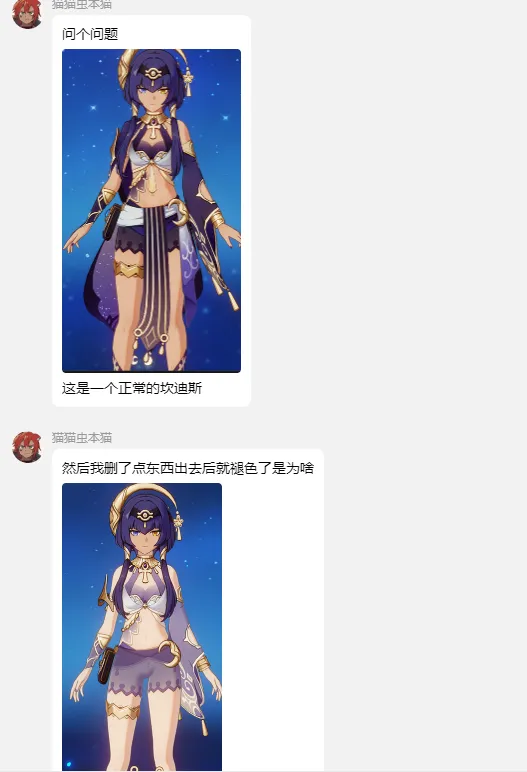 猫猫虫本猫
问个问题
这是一个正常的坎迪斯
猫猫虫本猫
然后我删了点东西出去后就褪色了是为啥